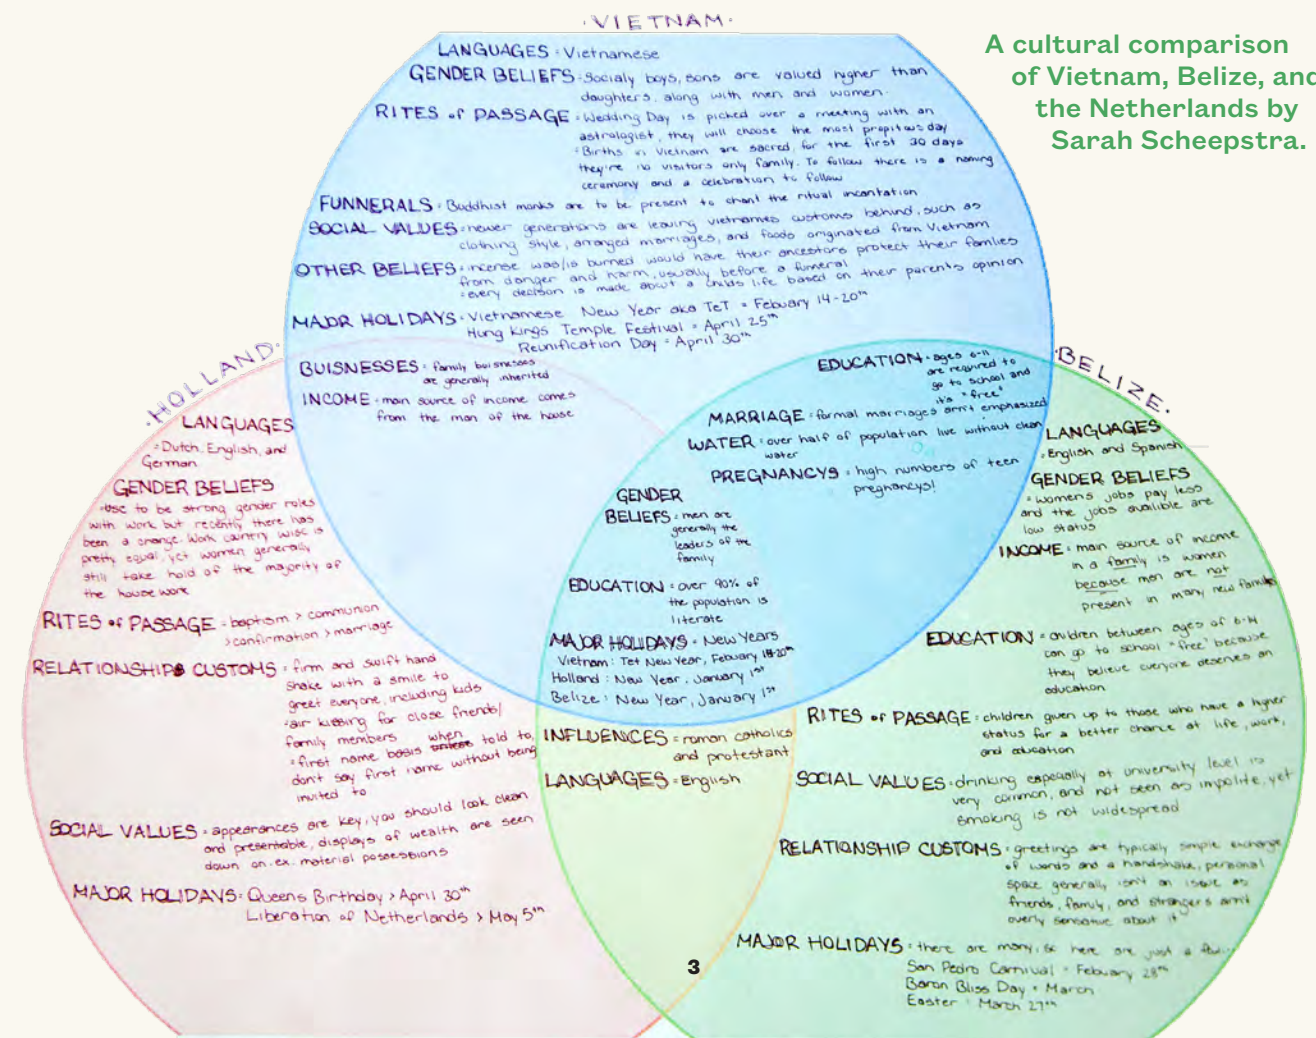 ·VIETNAM·
A cultural comparison
of Vietnam, Belize, and
the Netherlands by
Sarah Scheepstra.
LANGUAGES = Vietnamese
GENDER BELIEFS = Socialy boys, sons are valued higher than
daughters, along with men and women.
RITES of PASSAGE = Wedding Day is picked over a meeting with an
astrologist, they will choose the most propitous day
= Births in Vietnam are sacred, for the first 30 days
they're no visitors only family. To follow there is a naming
ceramony and a celebration to follow
FUNNERALS = Buddhist monks are to be present to chant the ritual incantation
SOCIAL VALUES = newer generations are leaving vietnames customs behind, such as
clothing style, arranged marriages, and foods originated from Vietnam
OTHER BELIEFS = incense was/is burned would have their ancestors protect their famlies
from danger and harm, usually before a funeral
= every decision is made about a childs life based on their parents opinion
MAJOR HOLIDAYS = Vietnamese New Year aka TeT = Febuary 14-20th
Hung Kings Temple Festival = April 25th
Reunification Day = April 30th
·HOLLAND·
BUISNESSES = family buisnesses
are generally inherited
INCOME = main source of income comes
from the man of the house
EDUCATION = ages 6-11
are required to
go to school and
it's "free"
MARRIAGE = formal marriages arn't emphasized
WATER = over half of population live without clean
water
PREGNANCYS = high numbers of teen
pregnancys!
·BELIZE·
LANGUAGES
= Dutch, English, and
German
GENDER BELIEFS
=use to be strong gender roles
with work but recently there has
been a change. Work country wise is
pretty equal, yet women generally
still take hold of the majority of
the house work
RITES of PASSAGE = baptism > communion
> confirmation > marriage
RELATIONSHIPS CUSTOMS = firm and swift hand
shake with a smile to
greet everyone, including kids
=air kissing for close friends/
family members
= first name basis when told to,
don't say first name without being
invited to
SOCIAL VALUES = appearances are key, you should look clean
and presentable, displays of wealth are seen
down on. ex. material possessions
MAJOR HOLIDAYS = Queens Birthday > April 30th
Liberation of Netherlands > May 5th
GENDER
BELIEFS = men are
generally the
leaders of the
family
EDUCATION = over 90% of
the population is
literate
MAJOR HOLIDAYS = New Years
Vietnam: Tet New Year, Febuary 20th
Holland: New Year, January 1st
Belize: New Year, January 1st
INFLUENCES = roman catholics
and protestant
LANGUAGES = English
LANGUAGES
= English and Spanish
GENDER BELIEFS
= womens jobs pay less
and the jobs availible are
low status
INCOME = main source of income
in a family is women
because men are not
present in many new families
EDUCATION = children between ages of 6-14
can go to school "free" because
they believe everyone deserves an
education
RITES of PASSAGE = children given up to those who have a higher
status for a better chance at life, work,
and education
SOCIAL VALUES = drinking especially at university level is
very common, and not seen as impolite, yet
smoking is not widespread
RELATIONSHIP CUSTOMS = greetings are typically simple exchange
of words and a handshake, personal
space generally isn't an issue as
friends, family, and strangers arn't
overly sensative about it
MAJOR HOLIDAYS = there are many, so here are just a few...
San Pedro Carnival = Febuary 28th
Baron Bliss Day = March
Easter = March 27th
3